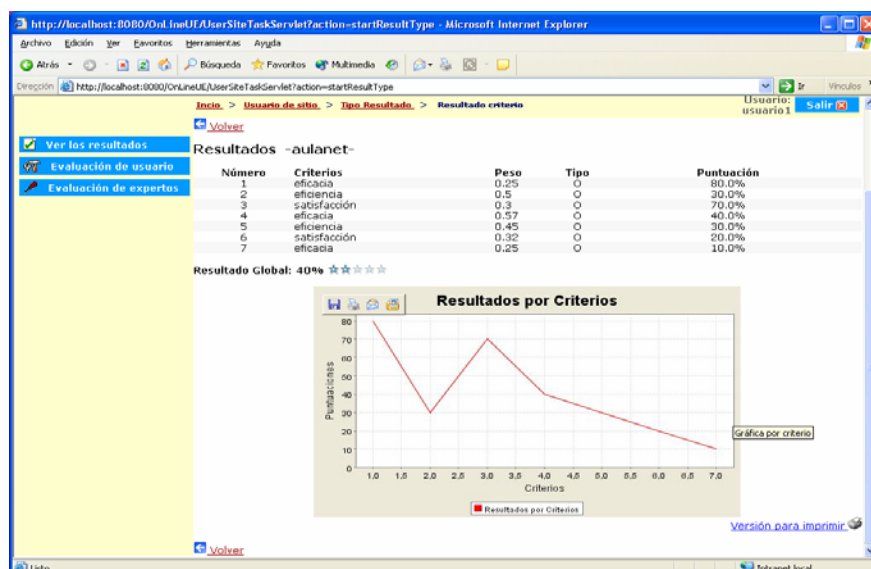 http://localhost:8080/OnLineUE/UserSiteTaskServlet?action=startResultType - Microsoft Internet Explorer
Archivo Edición Ver Favoritos Herramientas Ayuda
Atrás Búsqueda Favoritos Multimedia
Dirección http://localhost:8080/OnLineUE/UserSiteTaskServlet?action=startResultType Ir Vínculos
Incio > Usuario de sitio > Tipo Resultado > Resultado criterio Usuario: usuario1 Salir
Volver
Ver los resultados
Evaluación de usuario
Evaluación de expertos
Resultados -aulanet-
Número Criterios Peso Tipo Puntuación
1 eficacia 0.25 O 80.0%
2 eficiencia 0.5 O 30.0%
3 satisfacción 0.3 O 70.0%
4 eficacia 0.57 O 40.0%
5 eficiencia 0.45 O 30.0%
6 satisfacción 0.32 O 20.0%
7 eficacia 0.25 O 10.0%
Resultado Global: 40%
Resultados por Criterios
Puntuaciones
80
70
60
50
40
30
20
10
0
1,0 1,5 2,0 2,5 3,0 3,5 4,0 4,5 5,0 5,5 6,0 6,5 7,0
Criterios
Resultados por Criterios
Gráfica por criterio
Versión para imprimir
Volver
Listo Intranet local